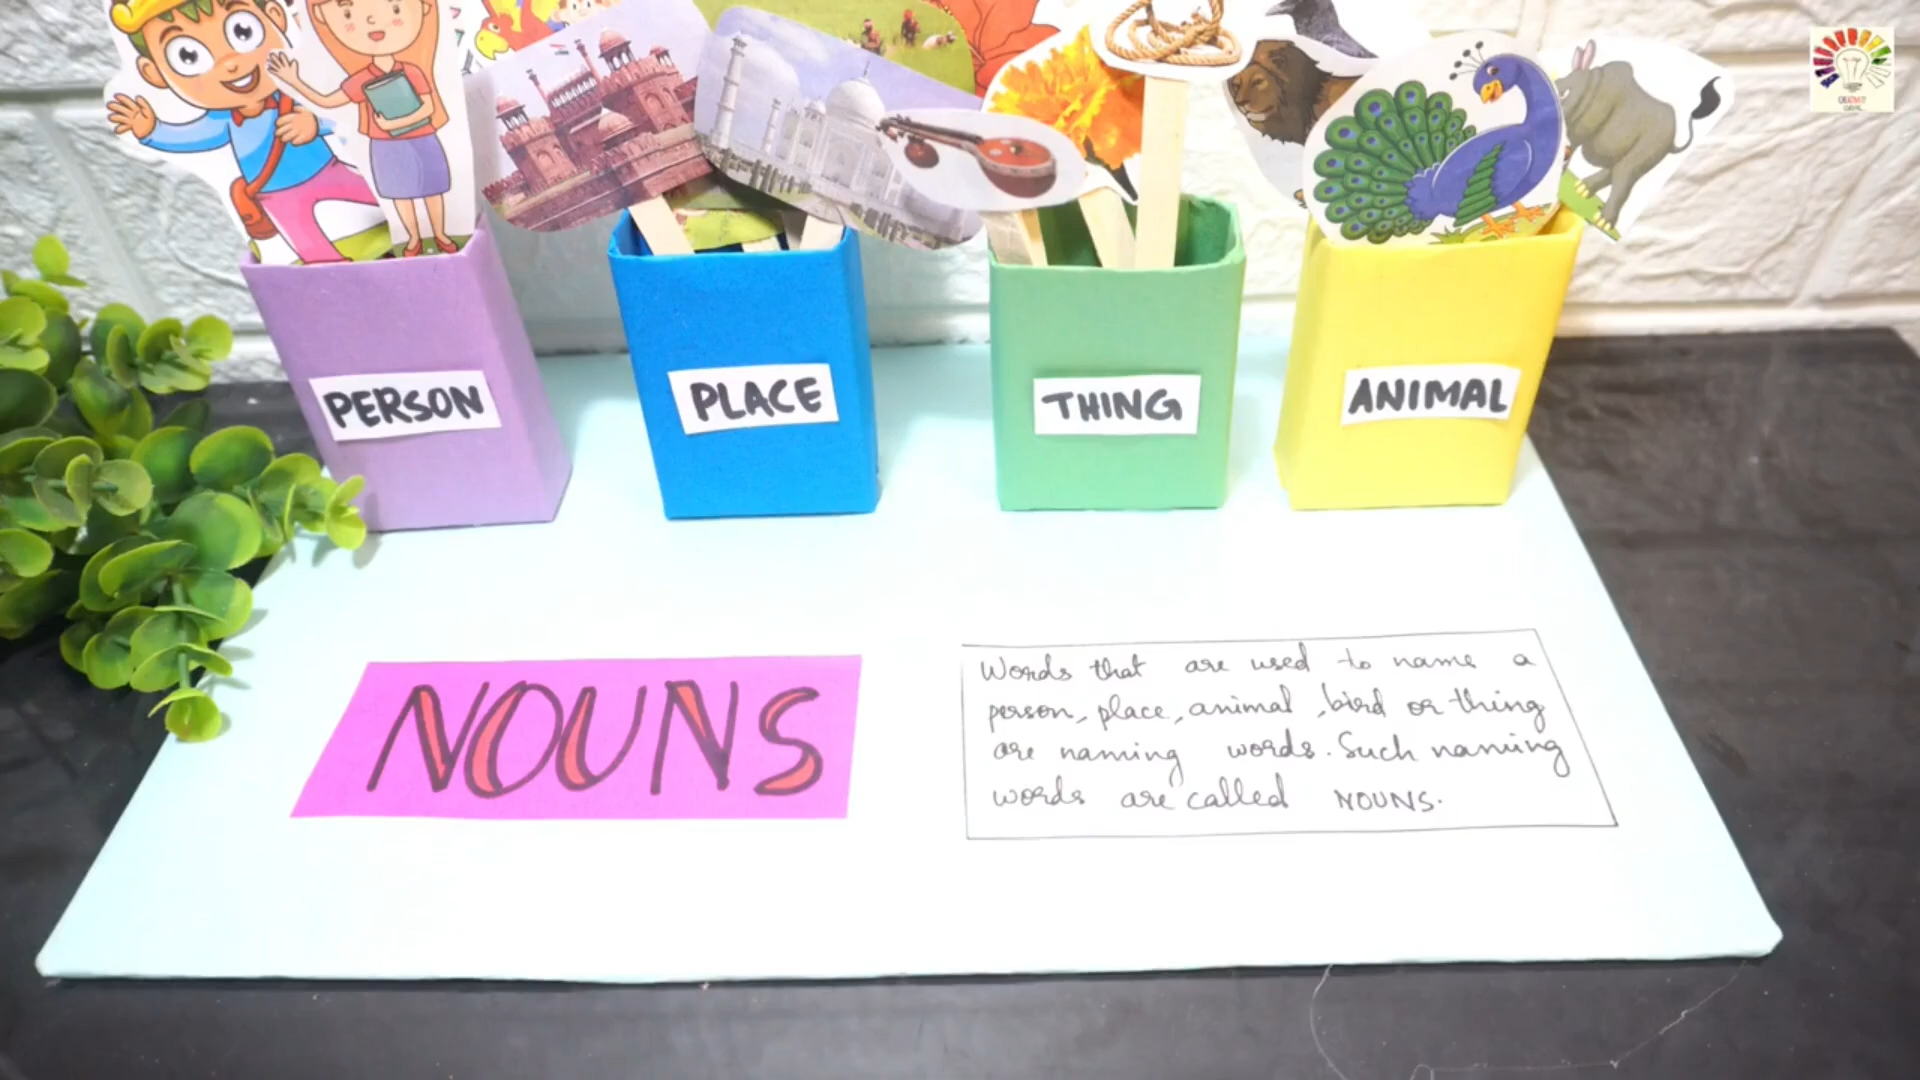 PERSON
PLACE
THING
ANIMAL
NOUNS
Words that are used to name a
person, place, animal, bird or thing
are naming words. Such naming
words are called NOUNS.